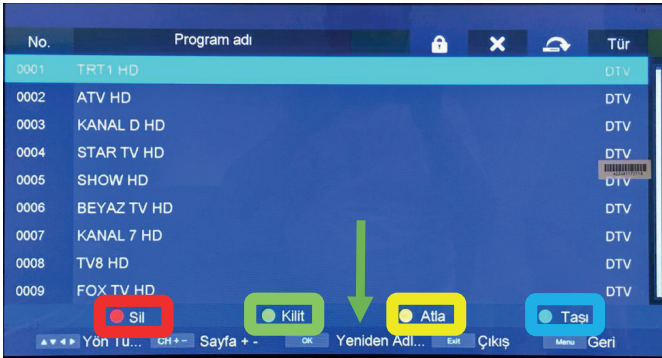 No. Program adı Tür
0001 TRT1 HD DTV
0002 ATV HD DTV
0003 KANAL D HD DTV
0004 STAR TV HD DTV
0005 SHOW HD DTV
0006 BEYAZ TV HD DTV
0007 KANAL 7 HD DTV
0008 TV8 HD DTV
0009 FOX TV HD DTV
Sil Kilit Atla Taşı
Yön Tu... CH + - Sayfa + - OK Yeniden Adl... Exit Çıkış Menu Geri